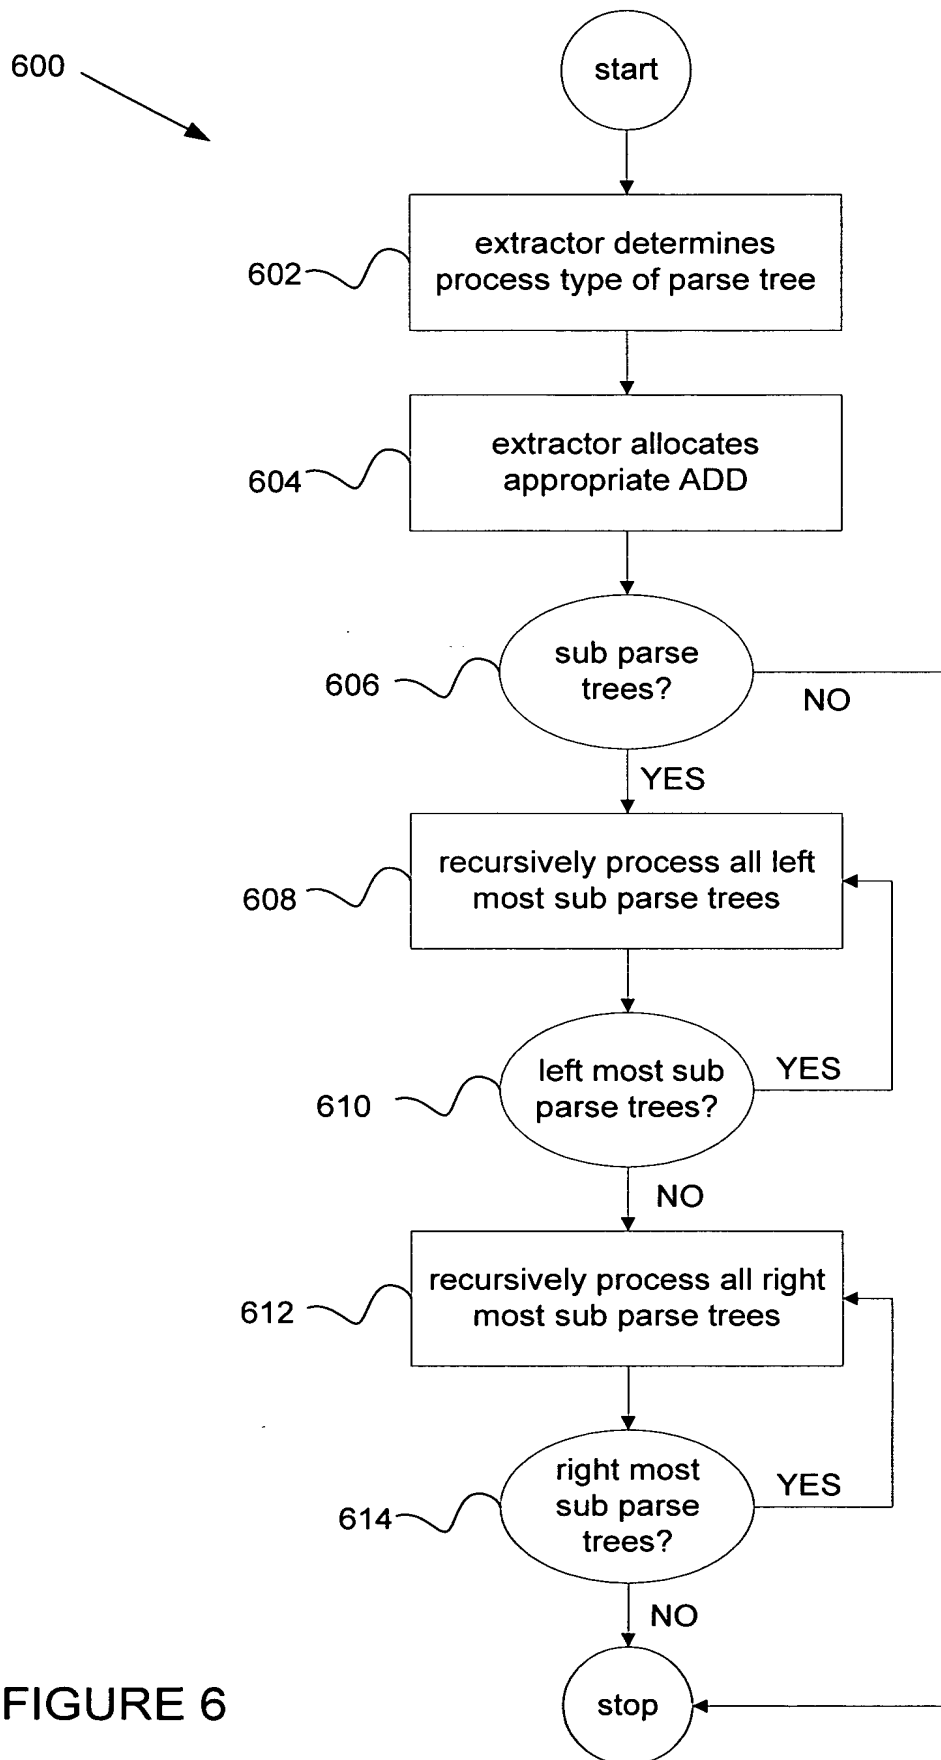 600
start
602
extractor determines
process type of parse tree
604
extractor allocates
appropriate ADD
606
sub parse
trees?
NO
YES
608
recursively process all left
most sub parse trees
610
left most sub
parse trees?
YES
NO
612
recursively process all right
most sub parse trees
614
right most
sub parse
trees?
YES
NO
FIGURE 6
stop